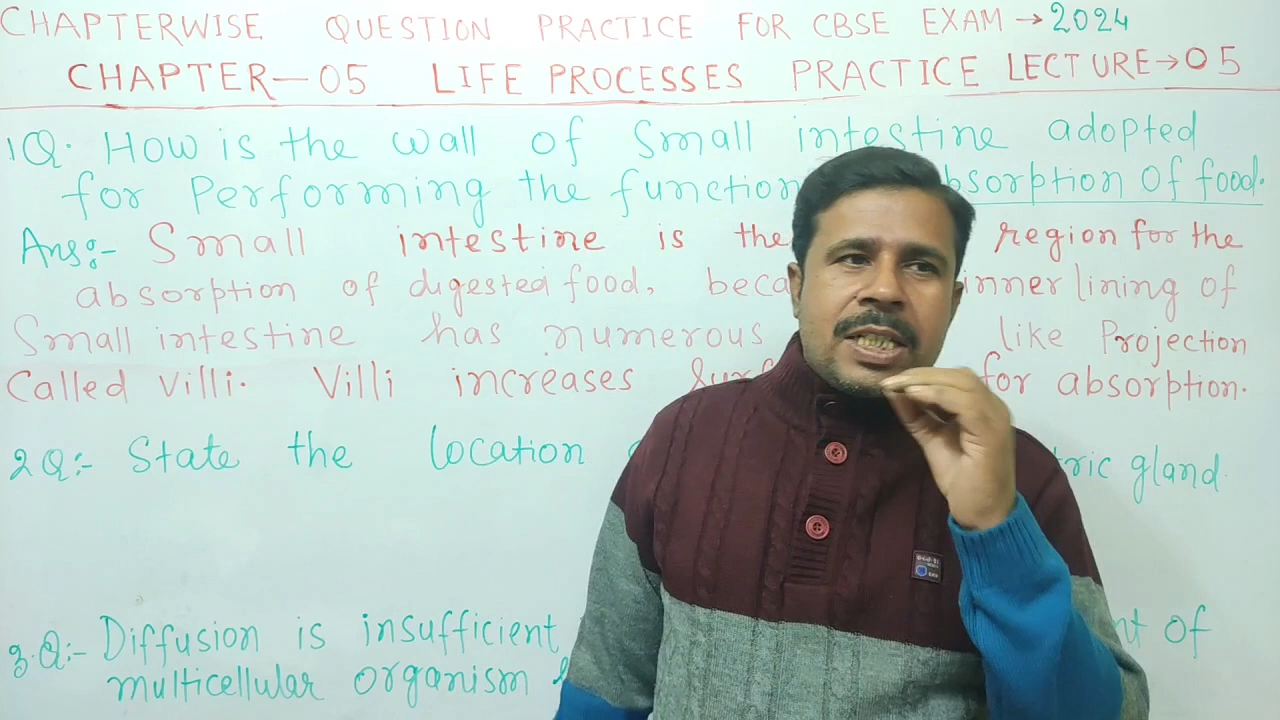 CHAPTERWISE QUESTION PRACTICE FOR CBSE EXAM → 2024
CHAPTER—05 LIFE PROCESSES PRACTICE LECTURE→05
1Q. HOW is the wall of Small intestine adopted
for Performing the function bsorption Of food.
Ans:- Small intestine is the region for the
absorption of digested food, beca inner lining of
Small intestine has numerous like Projection
Called Villi. Villi increases for absorption.
2Q:- State the location tric gland.
3.Q:- Diffusion is insufficient nt of
multicellular organism